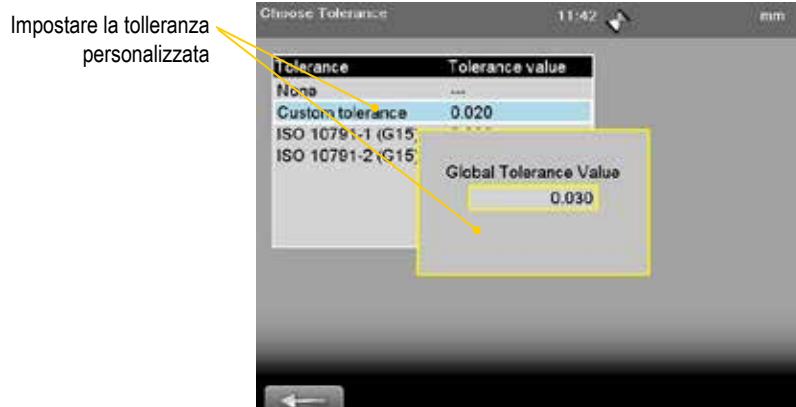 Impostare la tolleranza
personalizzata
Choose Tolerance 11:42 mm
Tolerance Tolerance value
None ---
Custom tolerance 0.020
ISO 10791-1 (G15)
ISO 10791-2 (G15)
Global Tolerance Value
0.030